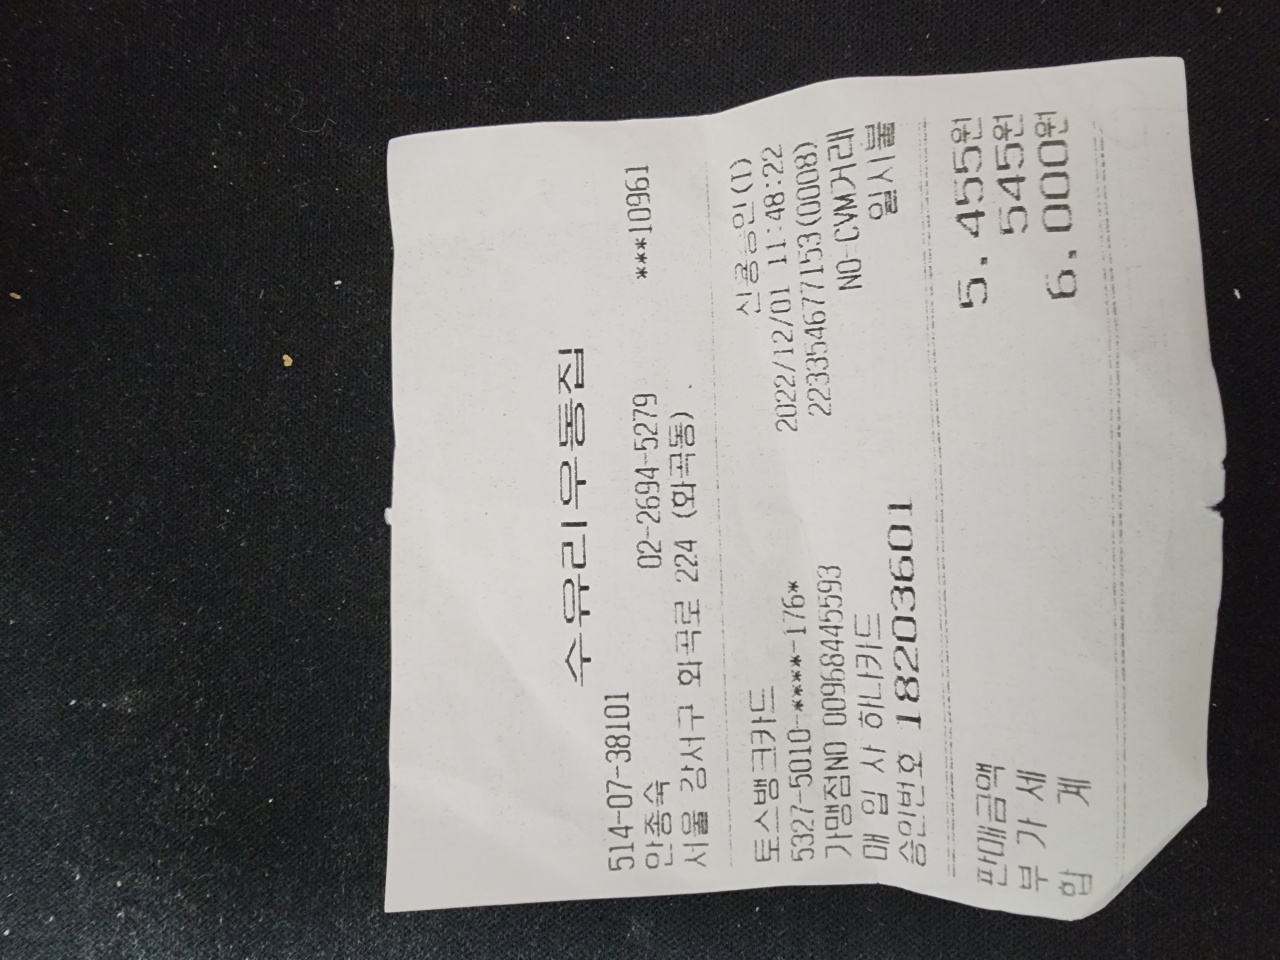 수유리우동집
514-07-38101
안종숙 02-2694-5279 ***10961
서울 강서구 화곡로 224 (화곡동)
토스뱅크카드 신용승인(1)
5327-5010-****-176* 2022/12/01 11:48:22
가맹점NO 00968445593 223354677153(0008)
매 입 사 하나카드 NO-CVM거래
승인번호 18203601 일시불
판매금액 5,455원
부 가 세 545원
합 계 6,000원